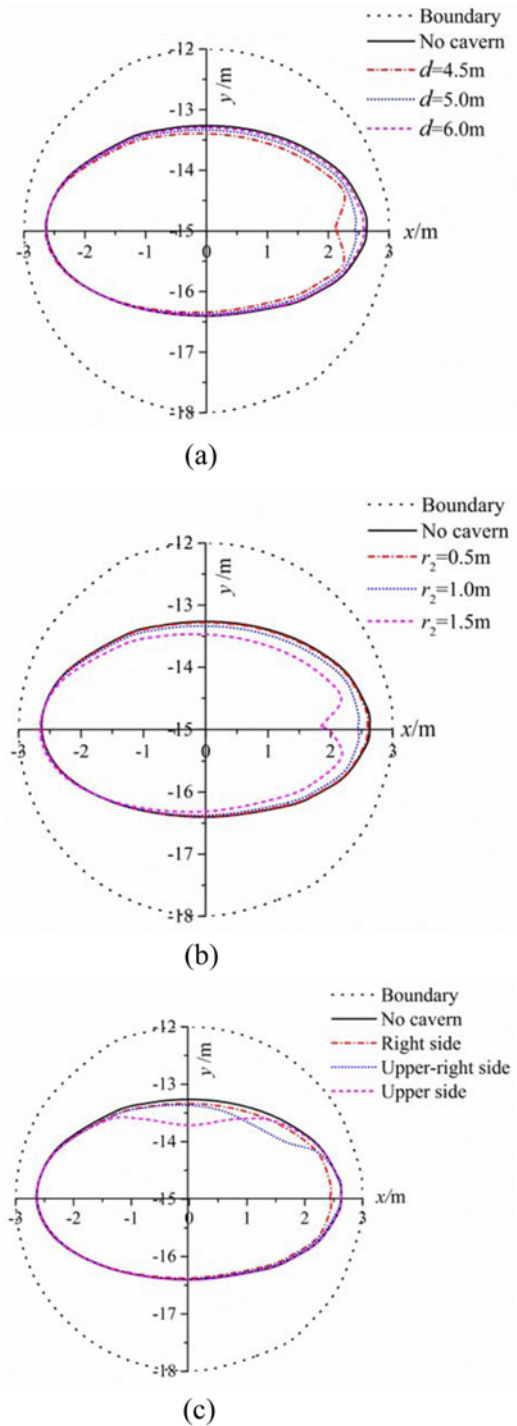 Boundary
No cavern
d=4.5m
d=5.0m
d=6.0m
y/m
x/m
-12
-13
-14
-15
-16
-17
-18
-3 -2 -1 0 1 2 3
(a)
Boundary
No cavern
r₂=0.5m
r₂=1.0m
r₂=1.5m
y/m
x/m
-12
-13
-14
-15
-16
-17
-18
-3 -2 -1 0 1 2 3
(b)
Boundary
No cavern
Right side
Upper-right side
Upper side
y/m
x/m
-12
-13
-14
-15
-16
-17
-18
-3 -2 -1 0 1 2 3
(c)